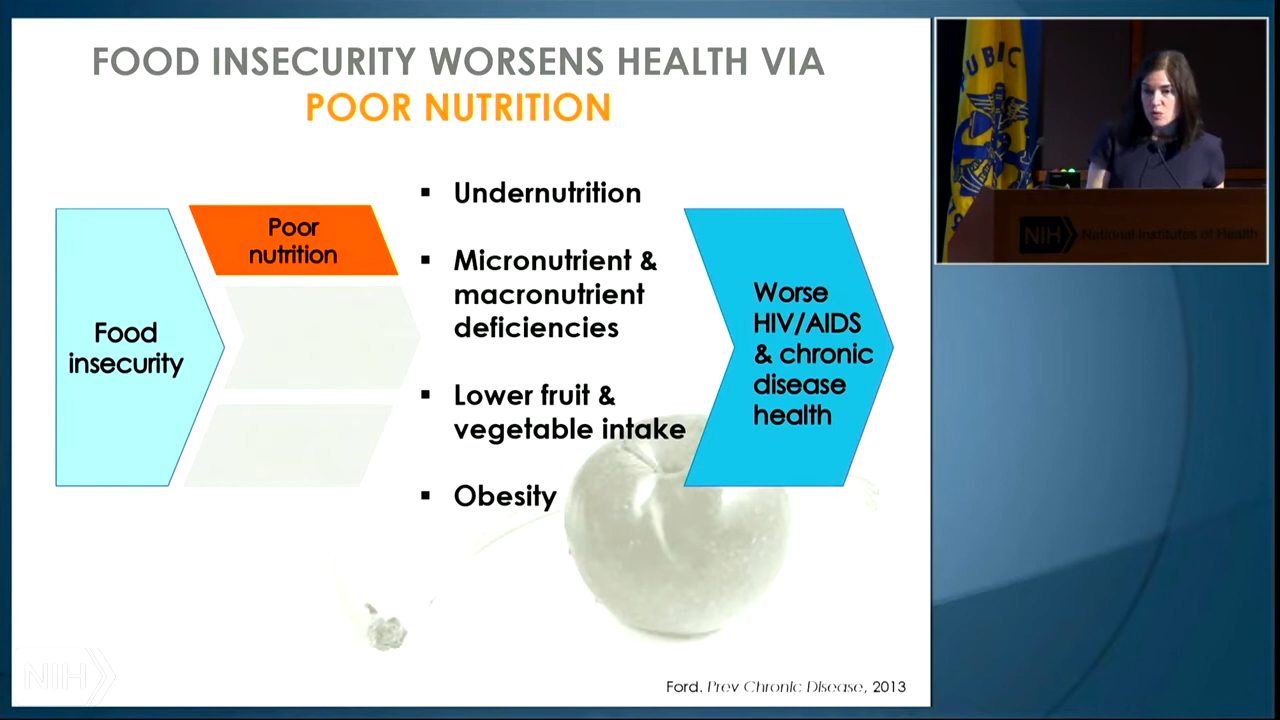 FOOD INSECURITY WORSENS HEALTH VIA
POOR NUTRITION
Food
insecurity
Poor
nutrition
▪ Undernutrition
▪ Micronutrient &
macronutrient
deficiencies
▪ Lower fruit &
vegetable intake
▪ Obesity
Worse
HIV/AIDS
& chronic
disease
health
Ford. Prev Chronic Disease, 2013
NIH
PUBLIC
NIH National Institutes of Health